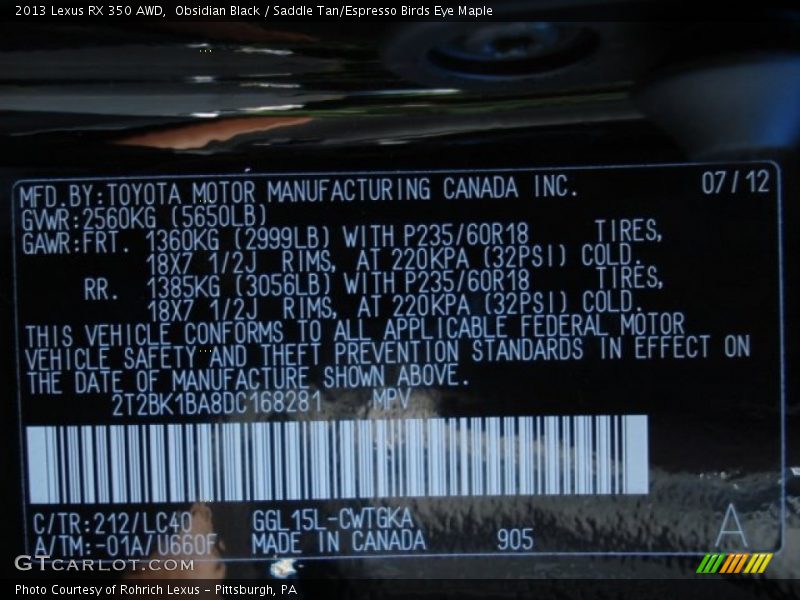 2013 Lexus RX 350 AWD,  Obsidian Black / Saddle Tan/Espresso Birds Eye Maple
MFD.BY:TOYOTA MOTOR MANUFACTURING CANADA INC. 07/12
GVWR:2560KG (5650LB)
GAWR:FRT. 1360KG (2999LB) WITH P235/60R18 TIRES,
18X7 1/2J RIMS, AT 220KPA (32PSI) COLD.
RR. 1385KG (3056LB) WITH P235/60R18 TIRES,
18X7 1/2J RIMS, AT 220KPA (32PSI) COLD.
THIS VEHICLE CONFORMS TO ALL APPLICABLE FEDERAL MOTOR
VEHICLE SAFETY AND THEFT PREVENTION STANDARDS IN EFFECT ON
THE DATE OF MANUFACTURE SHOWN ABOVE.
2T2BK1BA8DC168281 MPV
C/TR:212/LC40 GGL15L-CWTGKA
A/TM:-01A/U660F MADE IN CANADA 905 A
GTCARLOT.COM
Photo Courtesy of Rohrich Lexus - Pittsburgh, PA